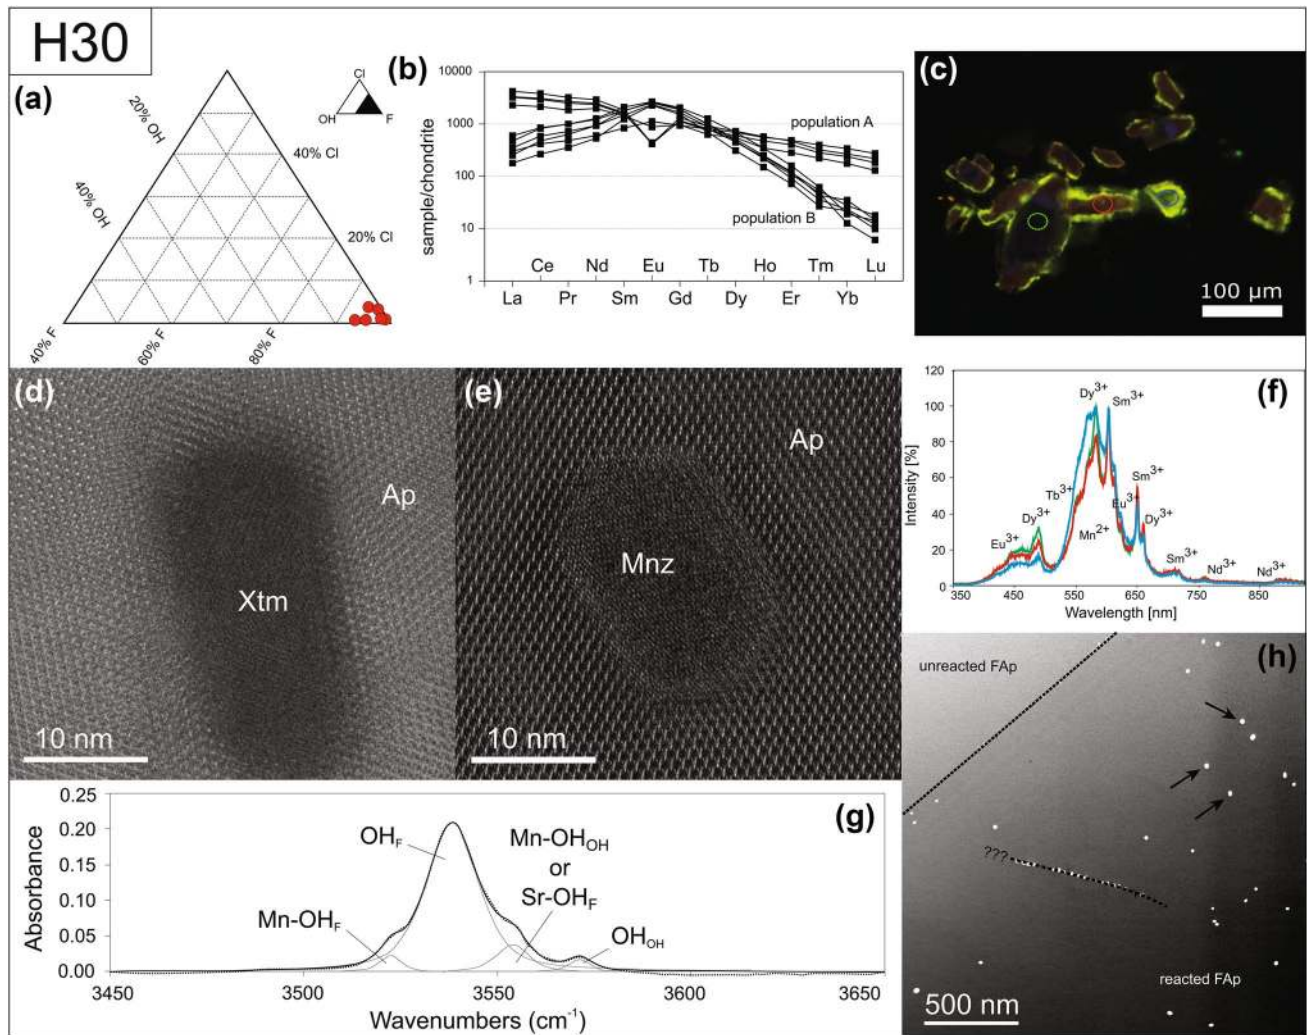 H30
(a)
Cl
OH
F
20% OH
40% Cl
40% OH
20% Cl
40% F
60% F
80% F
(b)
10000
1000
100
10
1
sample/chondrite
population A
population B
Ce
Nd
Eu
Tb
Ho
Tm
Lu
La
Pr
Sm
Gd
Dy
Er
Yb
(c)
100 µm
(d)
Ap
Xtm
10 nm
(e)
Ap
Mnz
10 nm
(f)
120
100
80
60
40
20
0
Intensity [%]
Dy3+
Sm3+
Sm3+
Tb3+
Eu3+
Dy3+
Mn2+
Dy3+
Eu3+
Sm3+
Nd3+
Nd3+
350
450
550
650
750
850
Wavelength [nm]
(g)
0.25
0.20
0.15
0.10
0.05
0.00
Absorbance
OHF
Mn-OHOH
or
Sr-OHF
Mn-OHF
OHOH
3450
3500
3550
3600
3650
Wavenumbers (cm-1)
(h)
unreacted FAp
???
reacted FAp
500 nm